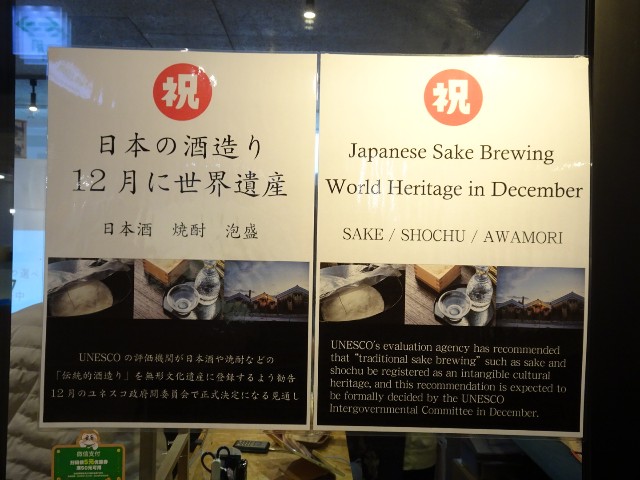 祝
日本の酒造り
12月に世界遺産
日本酒 焼酎 泡盛
UNESCOの評価機関が日本酒や焼酎などの
「伝統的酒造り」を無形文化遺産に登録するよう勧告
12月のユネスコ政府間委員会で正式決定になる見通し
祝
Japanese Sake Brewing
World Heritage in December
SAKE / SHOCHU / AWAMORI
UNESCO's evaluation agency has recommended
that "traditional sake brewing" such as sake and
shochu be registered as an intangible cultural
heritage, and this recommendation is expected to
be formally decided by the UNESCO
Intergovernmental Committee in December.
微信支付